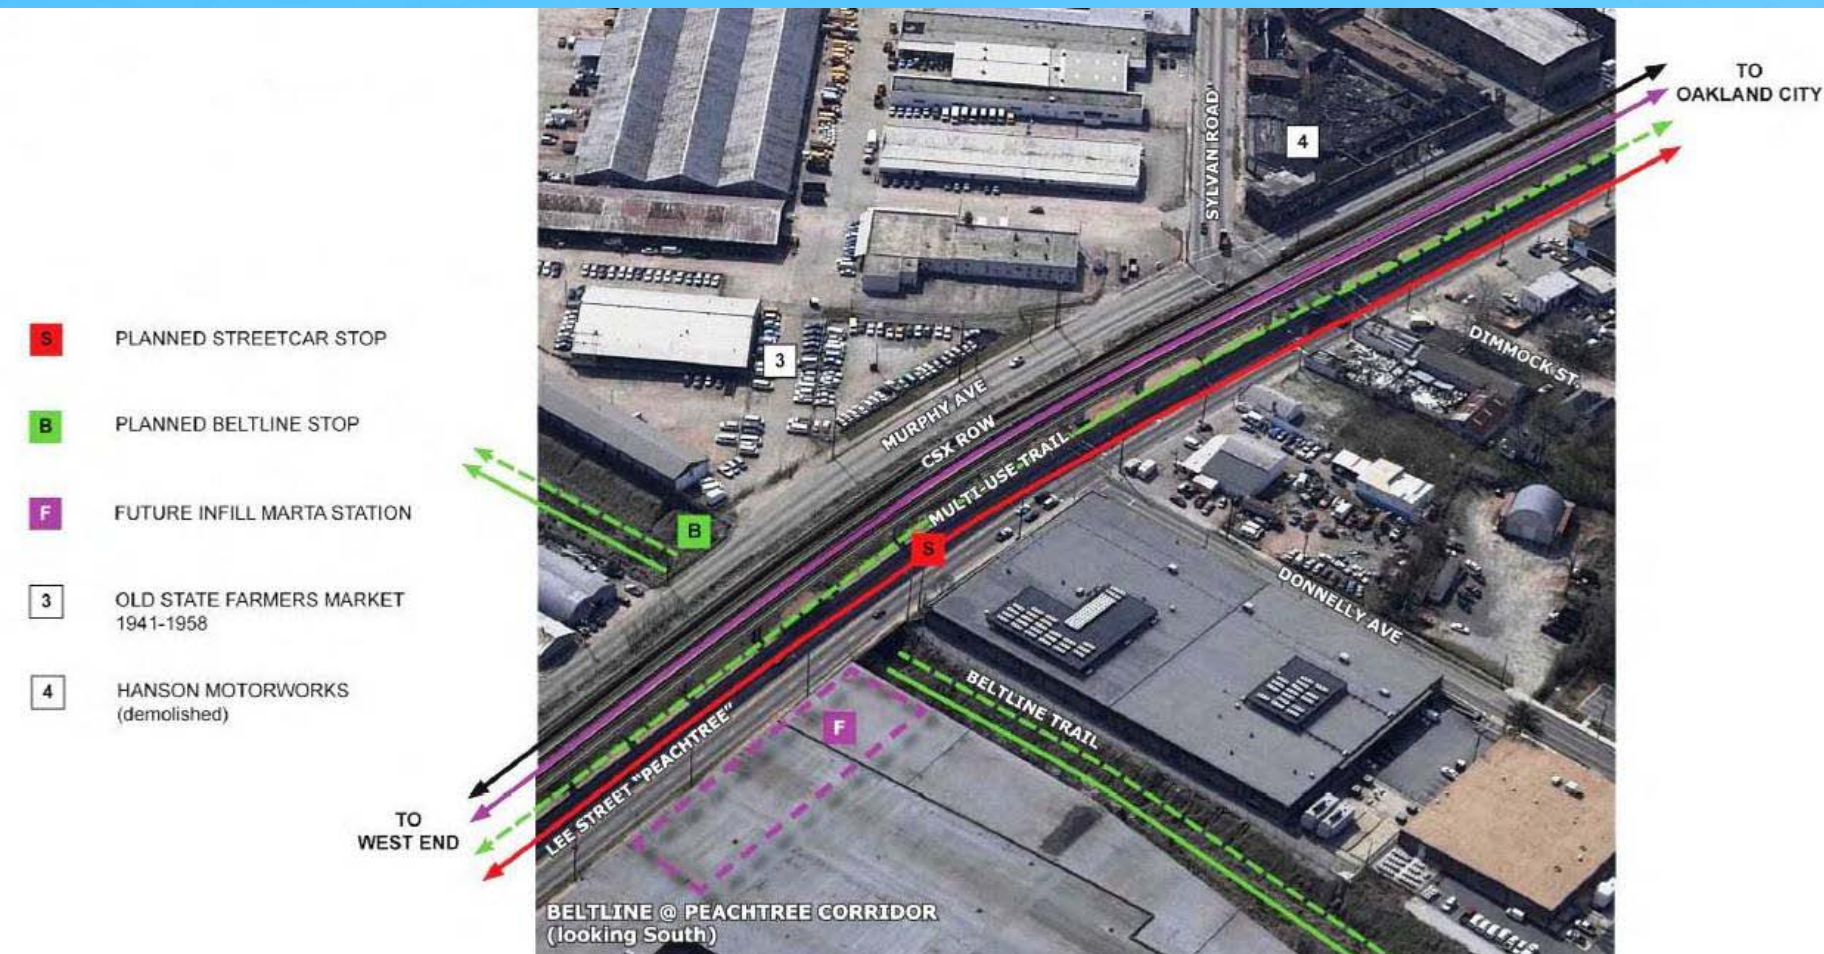 TO
OAKLAND CITY
SYLVAN ROAD
4
S PLANNED STREETCAR STOP
B PLANNED BELTLINE STOP
F FUTURE INFILL MARTA STATION
3 OLD STATE FARMERS MARKET
1941-1958
4 HANSON MOTORWORKS
(demolished)
3
DIMMOCK ST.
MURPHY AVE
CSX ROW
MULTI-USE TRAIL
B
S
DONNELLY AVE
BELTLINE TRAIL
F
LEE STREET "PEACHTREE"
TO
WEST END
BELTLINE @ PEACHTREE CORRIDOR
(looking South)